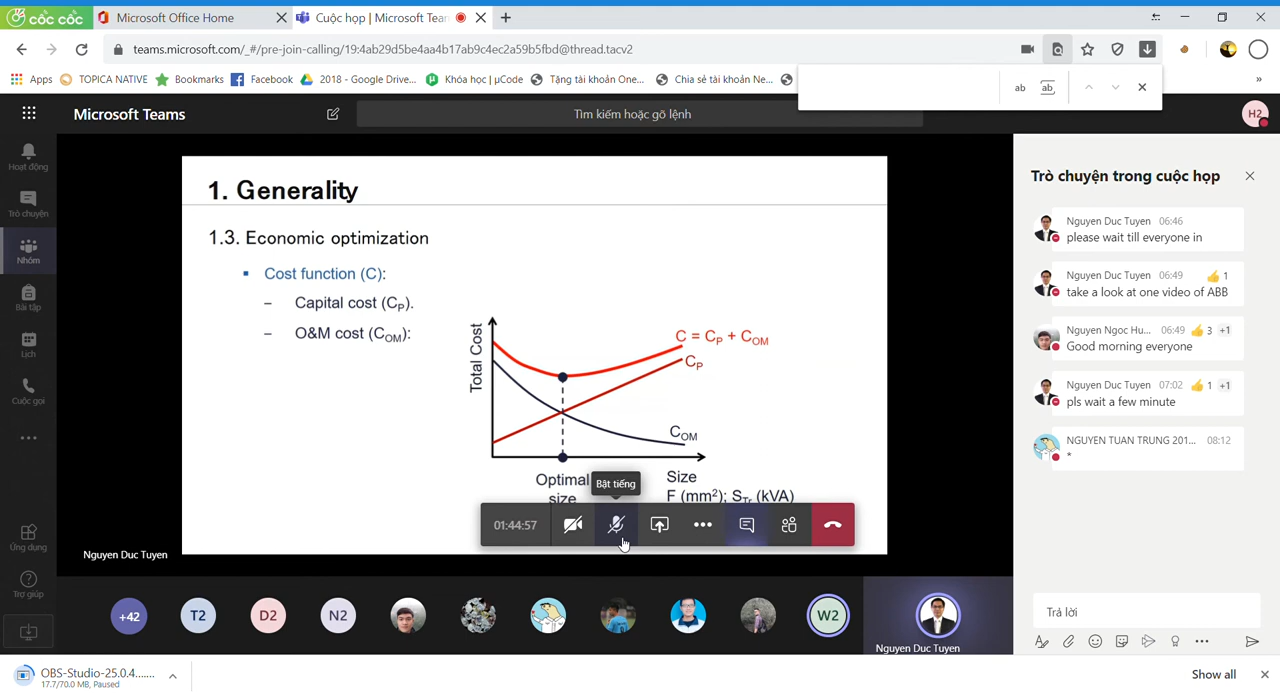 cốc cốc
Microsoft Office Home
Cuộc họp | Microsoft Tear
teams.microsoft.com/_#/pre-join-calling/19:4ab29d5be4aa4b17ab9c4ec2a59b5fbd@thread.tacv2
Apps
TOPICA NATIVE
Bookmarks
Facebook
2018 - Google Drive...
Khóa học | µCode
Tặng tài khoản One...
Chia sẻ tài khoản Ne...
»
ab
ab
Microsoft Teams
Tìm kiếm hoặc gõ lệnh
H2
Hoạt động
Trò chuyện
Nhóm
Bài tập
Lịch
Cuộc gọi
Ứng dụng
Trợ giúp
1. Generality
1.3. Economic optimization
▪ Cost function (C):
– Capital cost (CP).
– O&M cost (COM):
Total Cost
C = CP + COM
CP
COM
Optimal
size
Size
F (mm²); STr (kVA)
Bật tiếng
01:44:57
Nguyen Duc Tuyen
+42
T2
D2
N2
W2
Nguyen Duc Tuyen
Trò chuyện trong cuộc họp
Nguyen Duc Tuyen 06:46
please wait till everyone in
Nguyen Duc Tuyen 06:49 👍 1
take a look at one video of ABB
Nguyen Ngoc Hu... 06:49 👍 3 +1
Good morning everyone
Nguyen Duc Tuyen 07:02 👍 1 +1
pls wait a few minute
NGUYEN TUAN TRUNG 201... 08:12
*
Trả lời
OBS-Studio-25.0.4......
17.7/70.0 MB, Paused
Show all